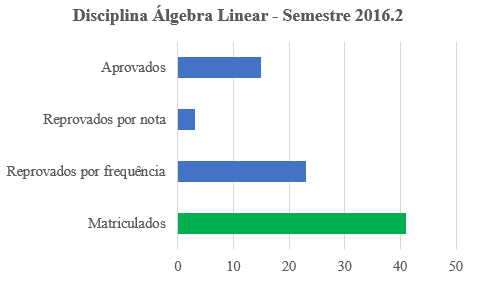 Disciplina Álgebra Linear - Semestre 2016.2
Aprovados
Reprovados por nota
Reprovados por frequência
Matriculados
0 10 20 30 40 50